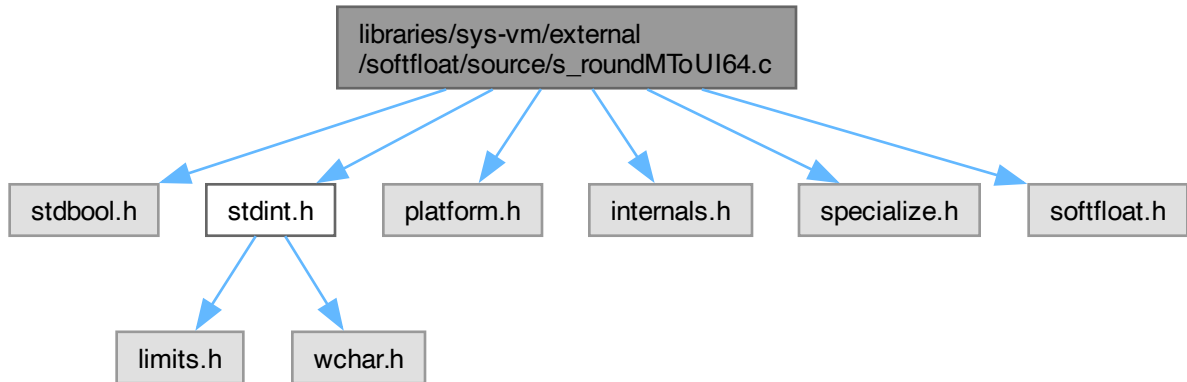 libraries/sys-vm/external
/softfloat/source/s_roundMToUI64.c
stdbool.h
stdint.h
platform.h
internals.h
specialize.h
softfloat.h
limits.h
wchar.h